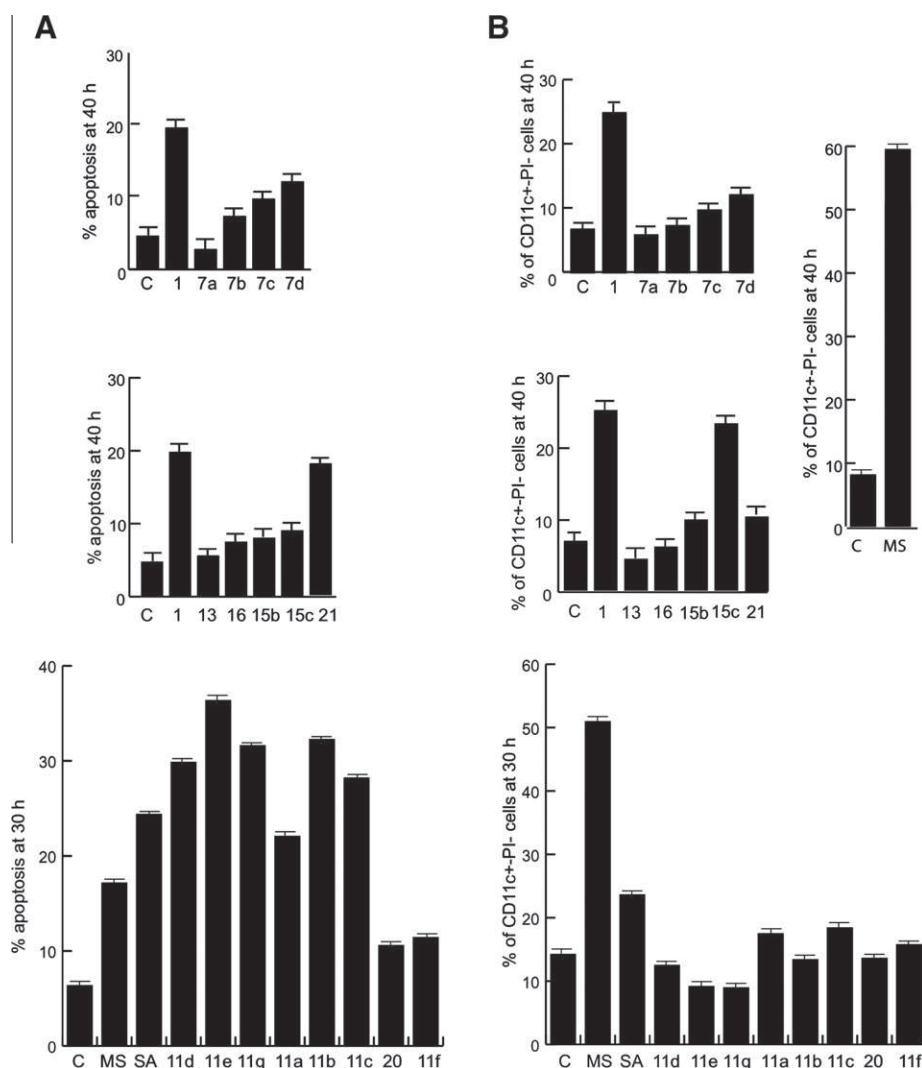 A
B
% apoptosis at 40 h
30
20
10
0
C 1 7a 7b 7c 7d
% of CD11c+-PI- cells at 40 h
30
20
10
0
C 1 7a 7b 7c 7d
% of CD11c+-PI- cells at 40 h
60
50
40
30
20
10
0
C MS
% apoptosis at 40 h
30
20
10
0
C 1 13 16 15b 15c 21
% of CD11c+-PI- cells at 40 h
30
20
10
0
C 1 13 16 15b 15c 21
% apoptosis at 30 h
40
30
20
10
0
C MS SA 11d 11e 11g 11a 11b 11c 20 11f
% of CD11c+-PI- cells at 30 h
60
50
40
30
20
10
0
C MS SA 11d 11e 11g 11a 11b 11c 20 11f